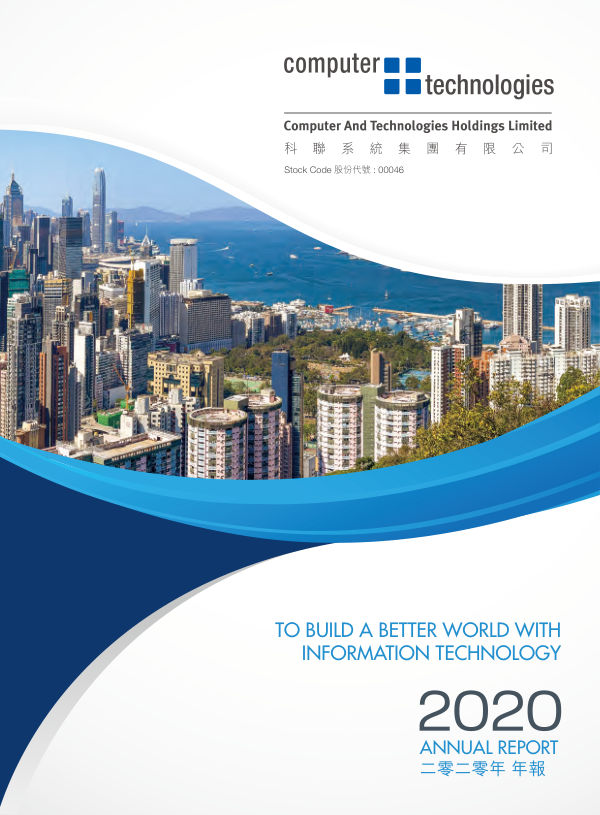 computer
technologies
Computer And Technologies Holdings Limited
科聯系統集團有限公司
Stock Code 股份代號 : 00046
TO BUILD A BETTER WORLD WITH
INFORMATION TECHNOLOGY
2020
ANNUAL REPORT
二零二零年 年報